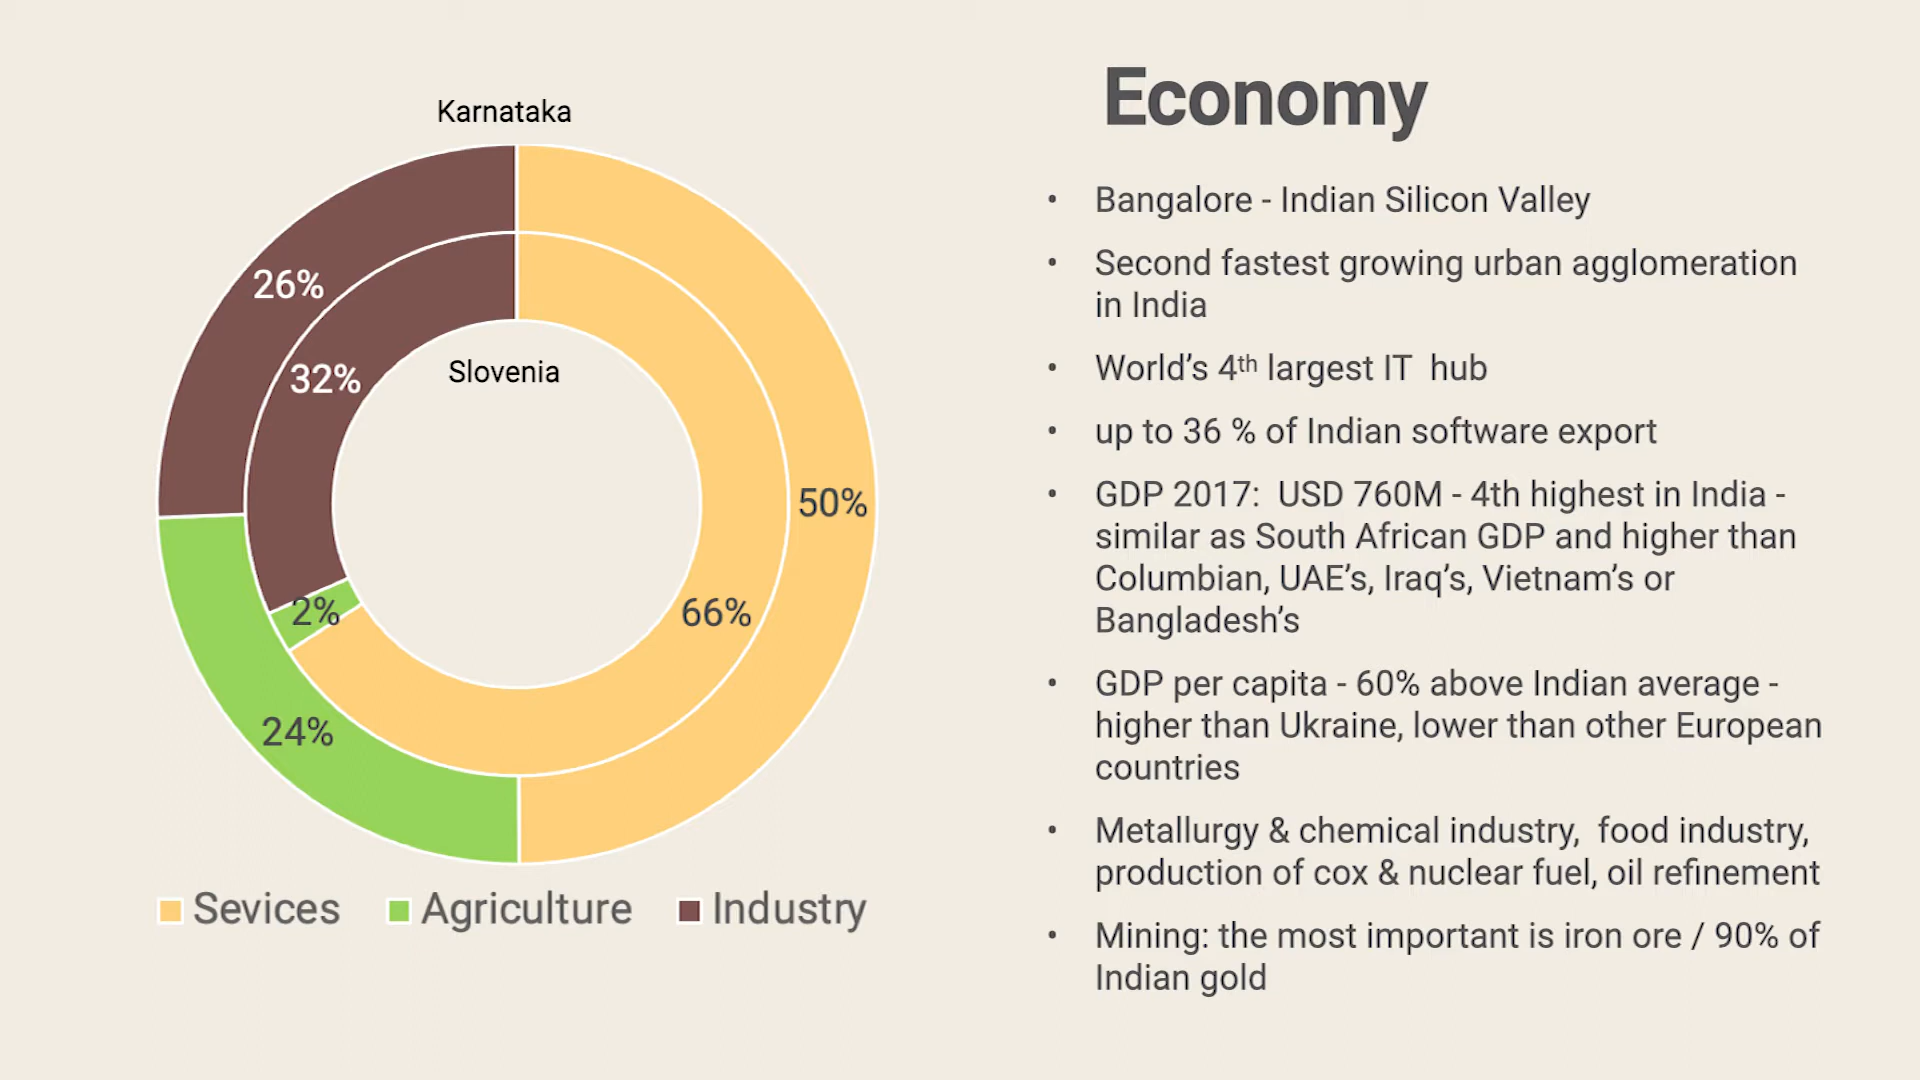 Karnataka
26%
32%
Slovenia
50%
2%
66%
24%
Sevices
Agriculture
Industry
Economy
• Bangalore - Indian Silicon Valley
• Second fastest growing urban agglomeration
in India
• World’s 4th largest IT  hub
• up to 36 % of Indian software export
• GDP 2017:  USD 760M - 4th highest in India -
similar as South African GDP and higher than
Columbian, UAE’s, Iraq’s, Vietnam’s or
Bangladesh’s
• GDP per capita - 60% above Indian average -
higher than Ukraine, lower than other European
countries
• Metallurgy & chemical industry,  food industry,
production of cox & nuclear fuel, oil refinement
• Mining: the most important is iron ore / 90% of
Indian gold